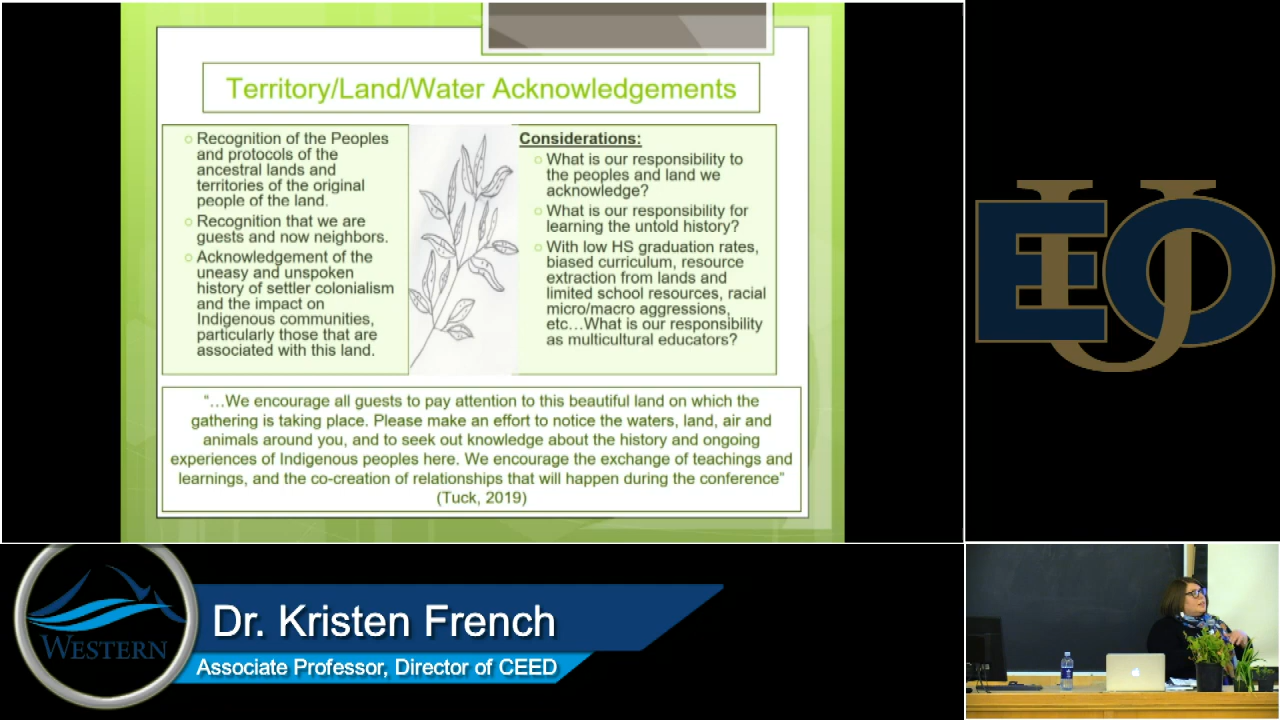 Territory/Land/Water Acknowledgements
Recognition of the Peoples
and protocols of the
ancestral lands and
territories of the original
people of the land.
Recognition that we are
guests and now neighbors.
Acknowledgement of the
uneasy and unspoken
history of settler colonialism
and the impact on
Indigenous communities,
particularly those that are
associated with this land.
Considerations:
What is our responsibility to
the peoples and land we
acknowledge?
What is our responsibility for
learning the untold history?
With low HS graduation rates,
biased curriculum, resource
extraction from lands and
limited school resources, racial
micro/macro aggressions,
etc…What is our responsibility
as multicultural educators?
“…We encourage all guests to pay attention to this beautiful land on which the
gathering is taking place. Please make an effort to notice the waters, land, air and
animals around you, and to seek out knowledge about the history and ongoing
experiences of Indigenous peoples here. We encourage the exchange of teachings and
learnings, and the co-creation of relationships that will happen during the conference”
(Tuck, 2019)
EUO
WESTERN
Dr. Kristen French
Associate Professor, Director of CEED